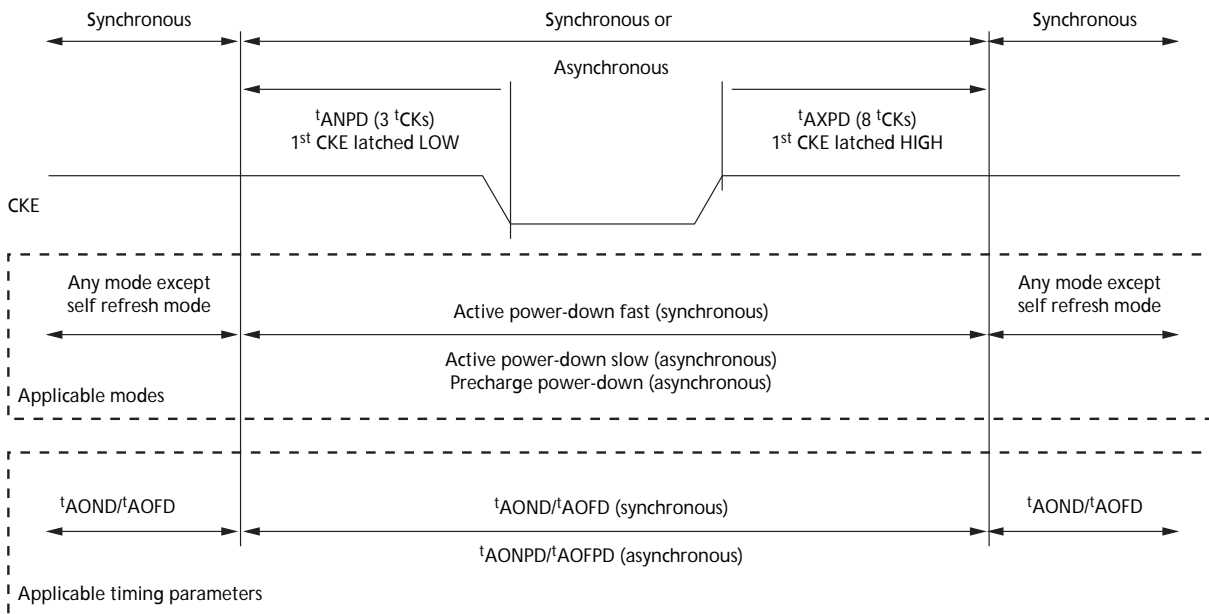 Synchronous
Synchronous or
Asynchronous
Synchronous
tANPD (3 tCKs)
1st CKE latched LOW
tAXPD (8 tCKs)
1st CKE latched HIGH
CKE
Any mode except
self refresh mode
Active power-down fast (synchronous)
Active power-down slow (asynchronous)
Precharge power-down (asynchronous)
Any mode except
self refresh mode
Applicable modes
tAOND/tAOFD
tAOND/tAOFD (synchronous)
tAONPD/tAOFPD (asynchronous)
tAOND/tAOFD
Applicable timing parameters